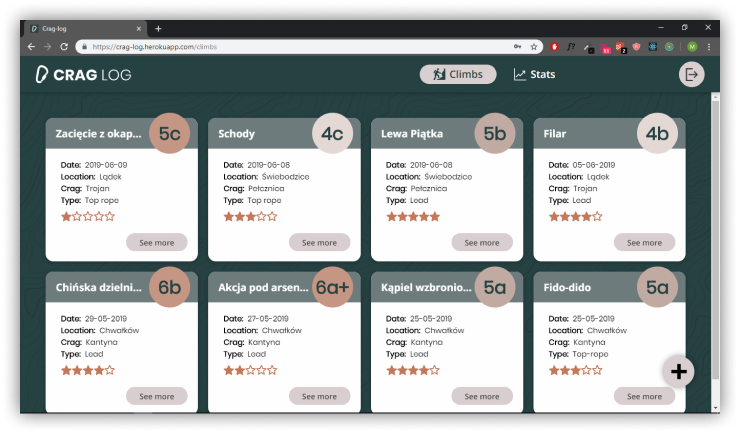 Crag-log
https://crag-log.herokuapp.com/climbs
CRAG LOG
Climbs
Stats
Zacięcie z okap... 5c
Date: 2019-06-09
Location: Lądek
Crag: Trojan
Type: Top rope
See more
Schody 4c
Date: 2019-06-08
Location: Świebodzice
Crag: Pełcznica
Type: Top rope
See more
Lewa Piątka 5b
Date: 2019-06-08
Location: Świebodzice
Crag: Pełcznica
Type: Lead
See more
Filar 4b
Date: 05-06-2019
Location: Lądek
Crag: Trojan
Type: Lead
See more
Chińska dzielni... 6b
Date: 29-05-2019
Location: Chwałków
Crag: Kantyna
Type: Lead
See more
Akcja pod arsen... 6a+
Date: 27-05-2019
Location: Chwałków
Crag: Kantyna
Type: Lead
See more
Kąpiel wzbronio... 5a
Date: 25-05-2019
Location: Chwałków
Crag: Kantyna
Type: Lead
See more
Fido-dido 5a
Date: 25-05-2019
Location: Chwałków
Crag: Kantyna
Type: Top-rope
See more
+